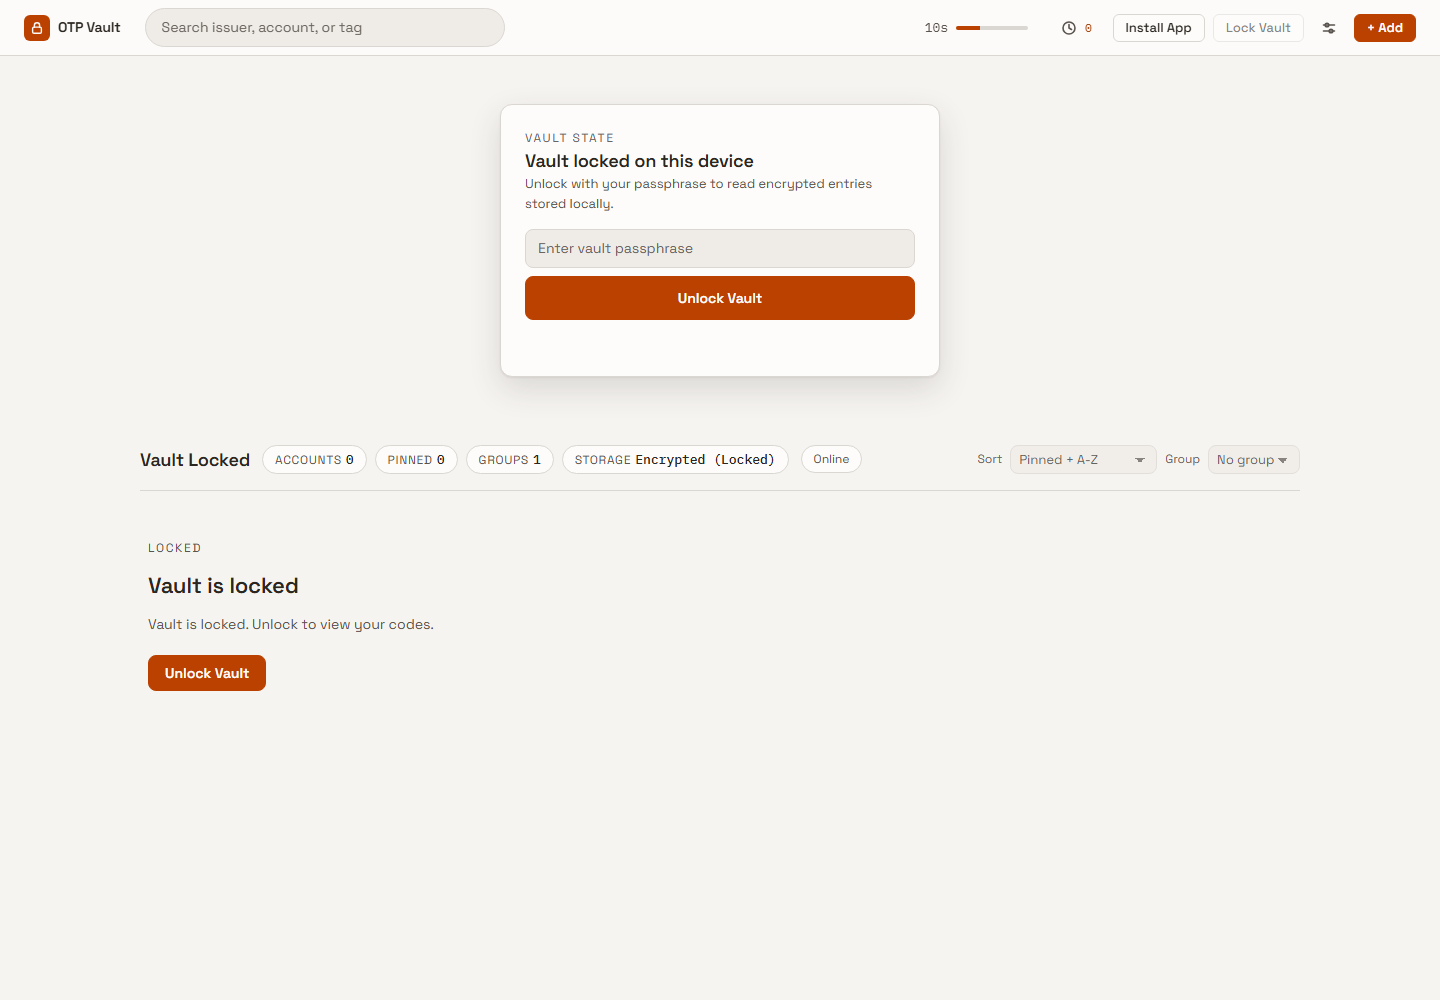 OTP Vault
Search issuer, account, or tag
10s
0
Install App
Lock Vault
+ Add
VAULT STATE
Vault locked on this device
Unlock with your passphrase to read encrypted entries
stored locally.
Enter vault passphrase
Unlock Vault
Vault Locked
ACCOUNTS 0
PINNED 0
GROUPS 1
STORAGE Encrypted (Locked)
Online
Sort
Pinned + A-Z
Group
No group
LOCKED
Vault is locked
Vault is locked. Unlock to view your codes.
Unlock Vault